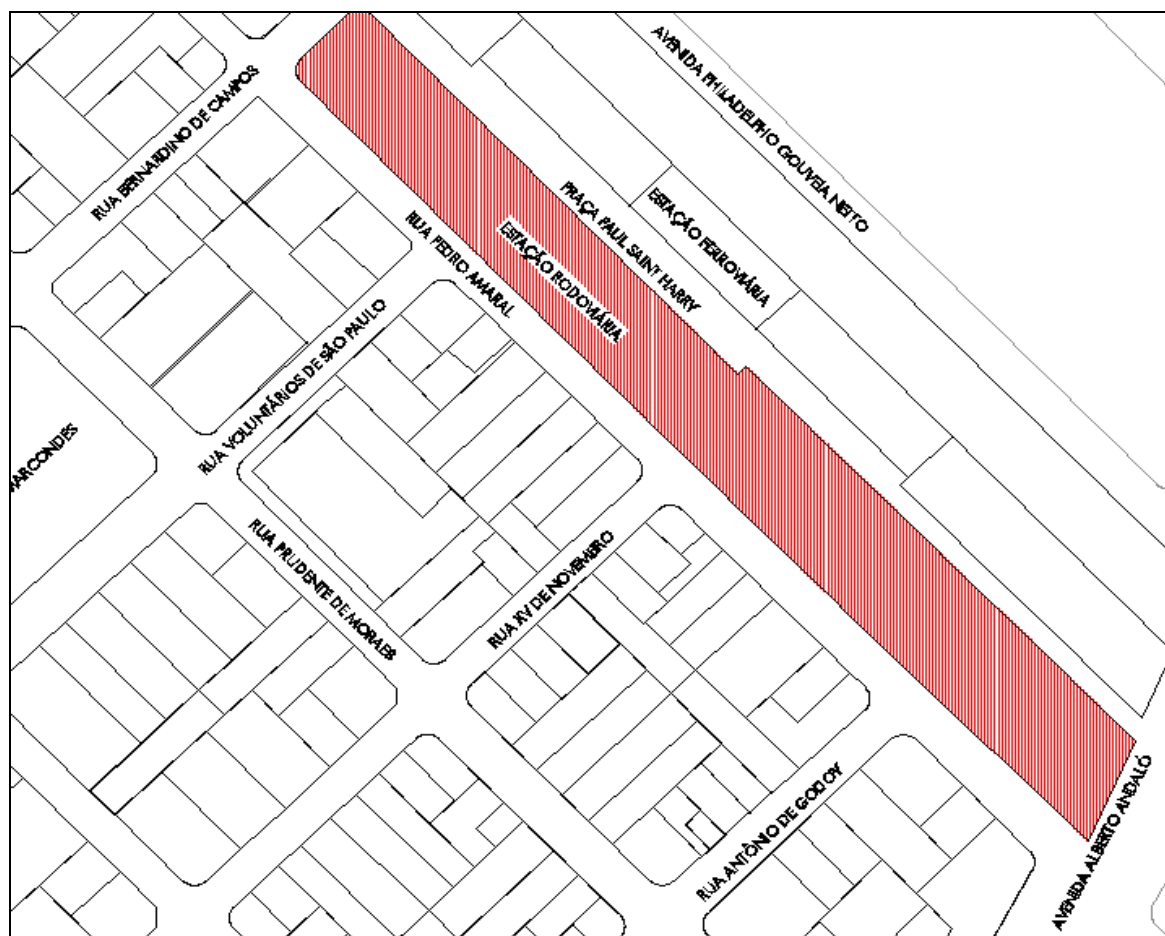 AVENIDA PHILADELPHO GOUVEIA NETTO
RUA BERNARDINO DE CAMPOS
PRAÇA PAUL SAINT HARRY
ESTAÇÃO FERROVIÁRIA
RUA PEDRO AMARAL
ESTAÇÃO RODOVIÁRIA
RUA VOLUNTÁRIOS DE SÃO PAULO
MARCONDES
RUA PRUDENTE DE MORAES
RUA XV DE NOVEMBRO
RUA ANTÔNIO DE GODOY
AVENIDA ALBERTO ANDALÓ